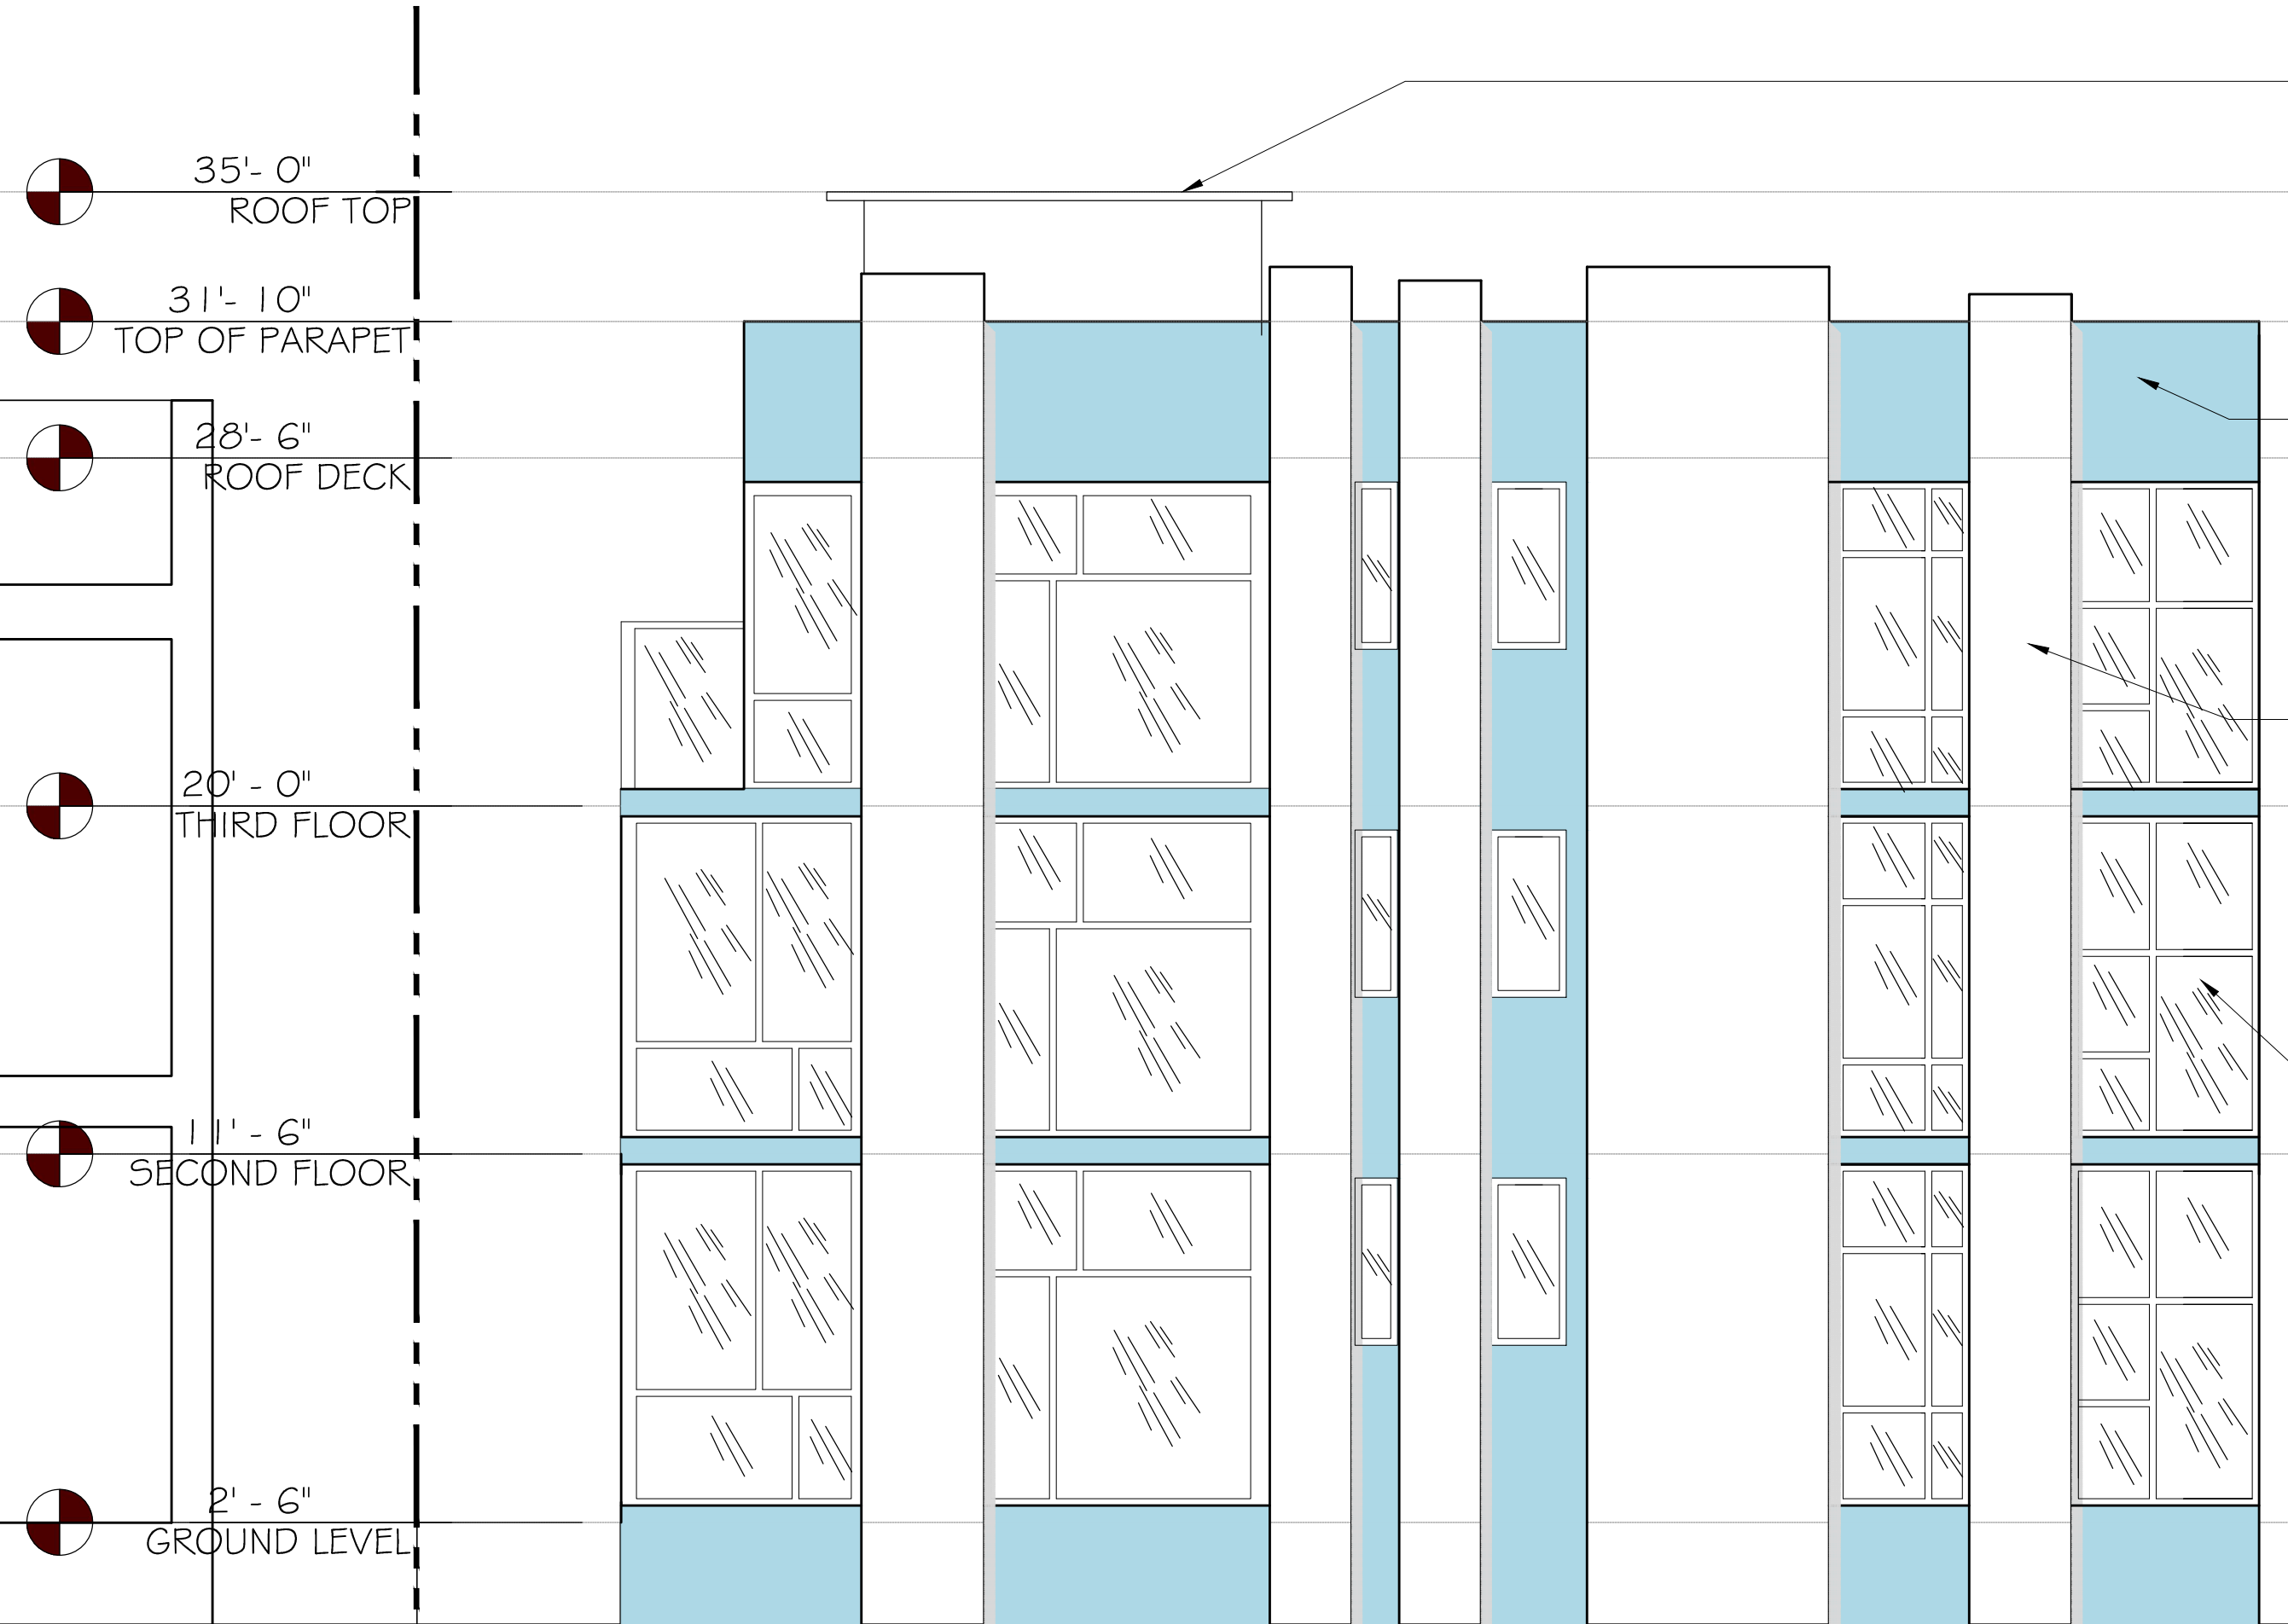 35'- 0"
ROOF TOP
31'- 10"
TOP OF PARAPET
28'- 6"
ROOF DECK
20' - 0"
THIRD FLOOR
11' - 6"
SECOND FLOOR
2' - 6"
GROUND LEVEL